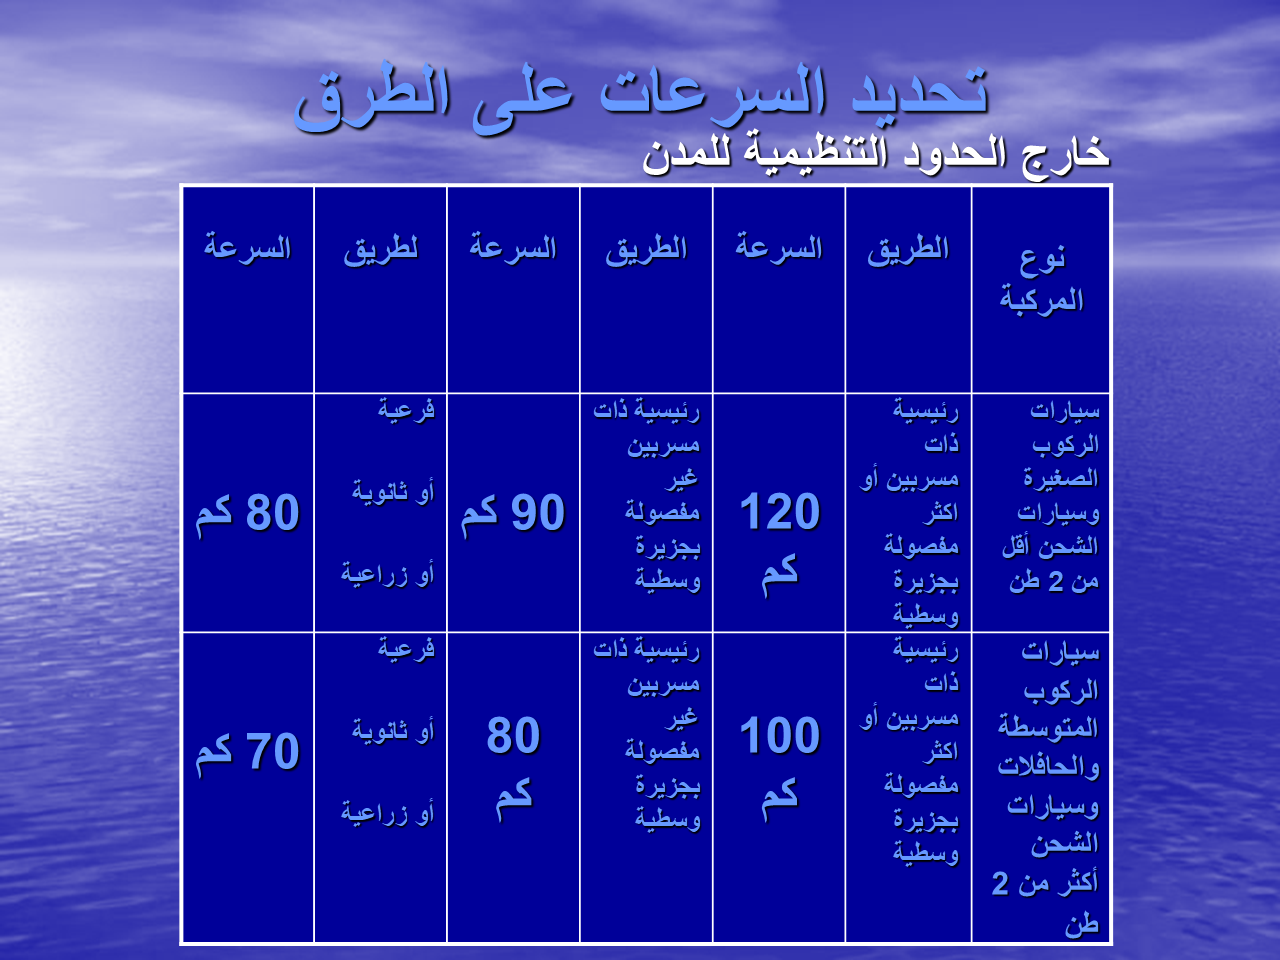 تحديد السرعات على الطرق
خارج الحدود التنظيمية للمدن
نوع
المركبة
الطريق
السرعة
الطريق
السرعة
لطريق
السرعة
سيارات
الركوب
الصغيرة
وسيارات
الشحن أقل
من 2 طن
رئيسية
ذات
مسربين أو
اكثر
مفصولة
بجزيرة
وسطية
120
كم
رئيسية ذات
مسربين
غير
مفصولة
بجزيرة
وسطية
90 كم
فرعية
أو ثانوية
أو زراعية
80 كم
سيارات
الركوب
المتوسطة
والحافلات
وسيارات
الشحن
أكثر من 2
طن
رئيسية
ذات
مسربين أو
اكثر
مفصولة
بجزيرة
وسطية
100
كم
رئيسية ذات
مسربين
غير
مفصولة
بجزيرة
وسطية
80
كم
فرعية
أو ثانوية
أو زراعية
70 كم